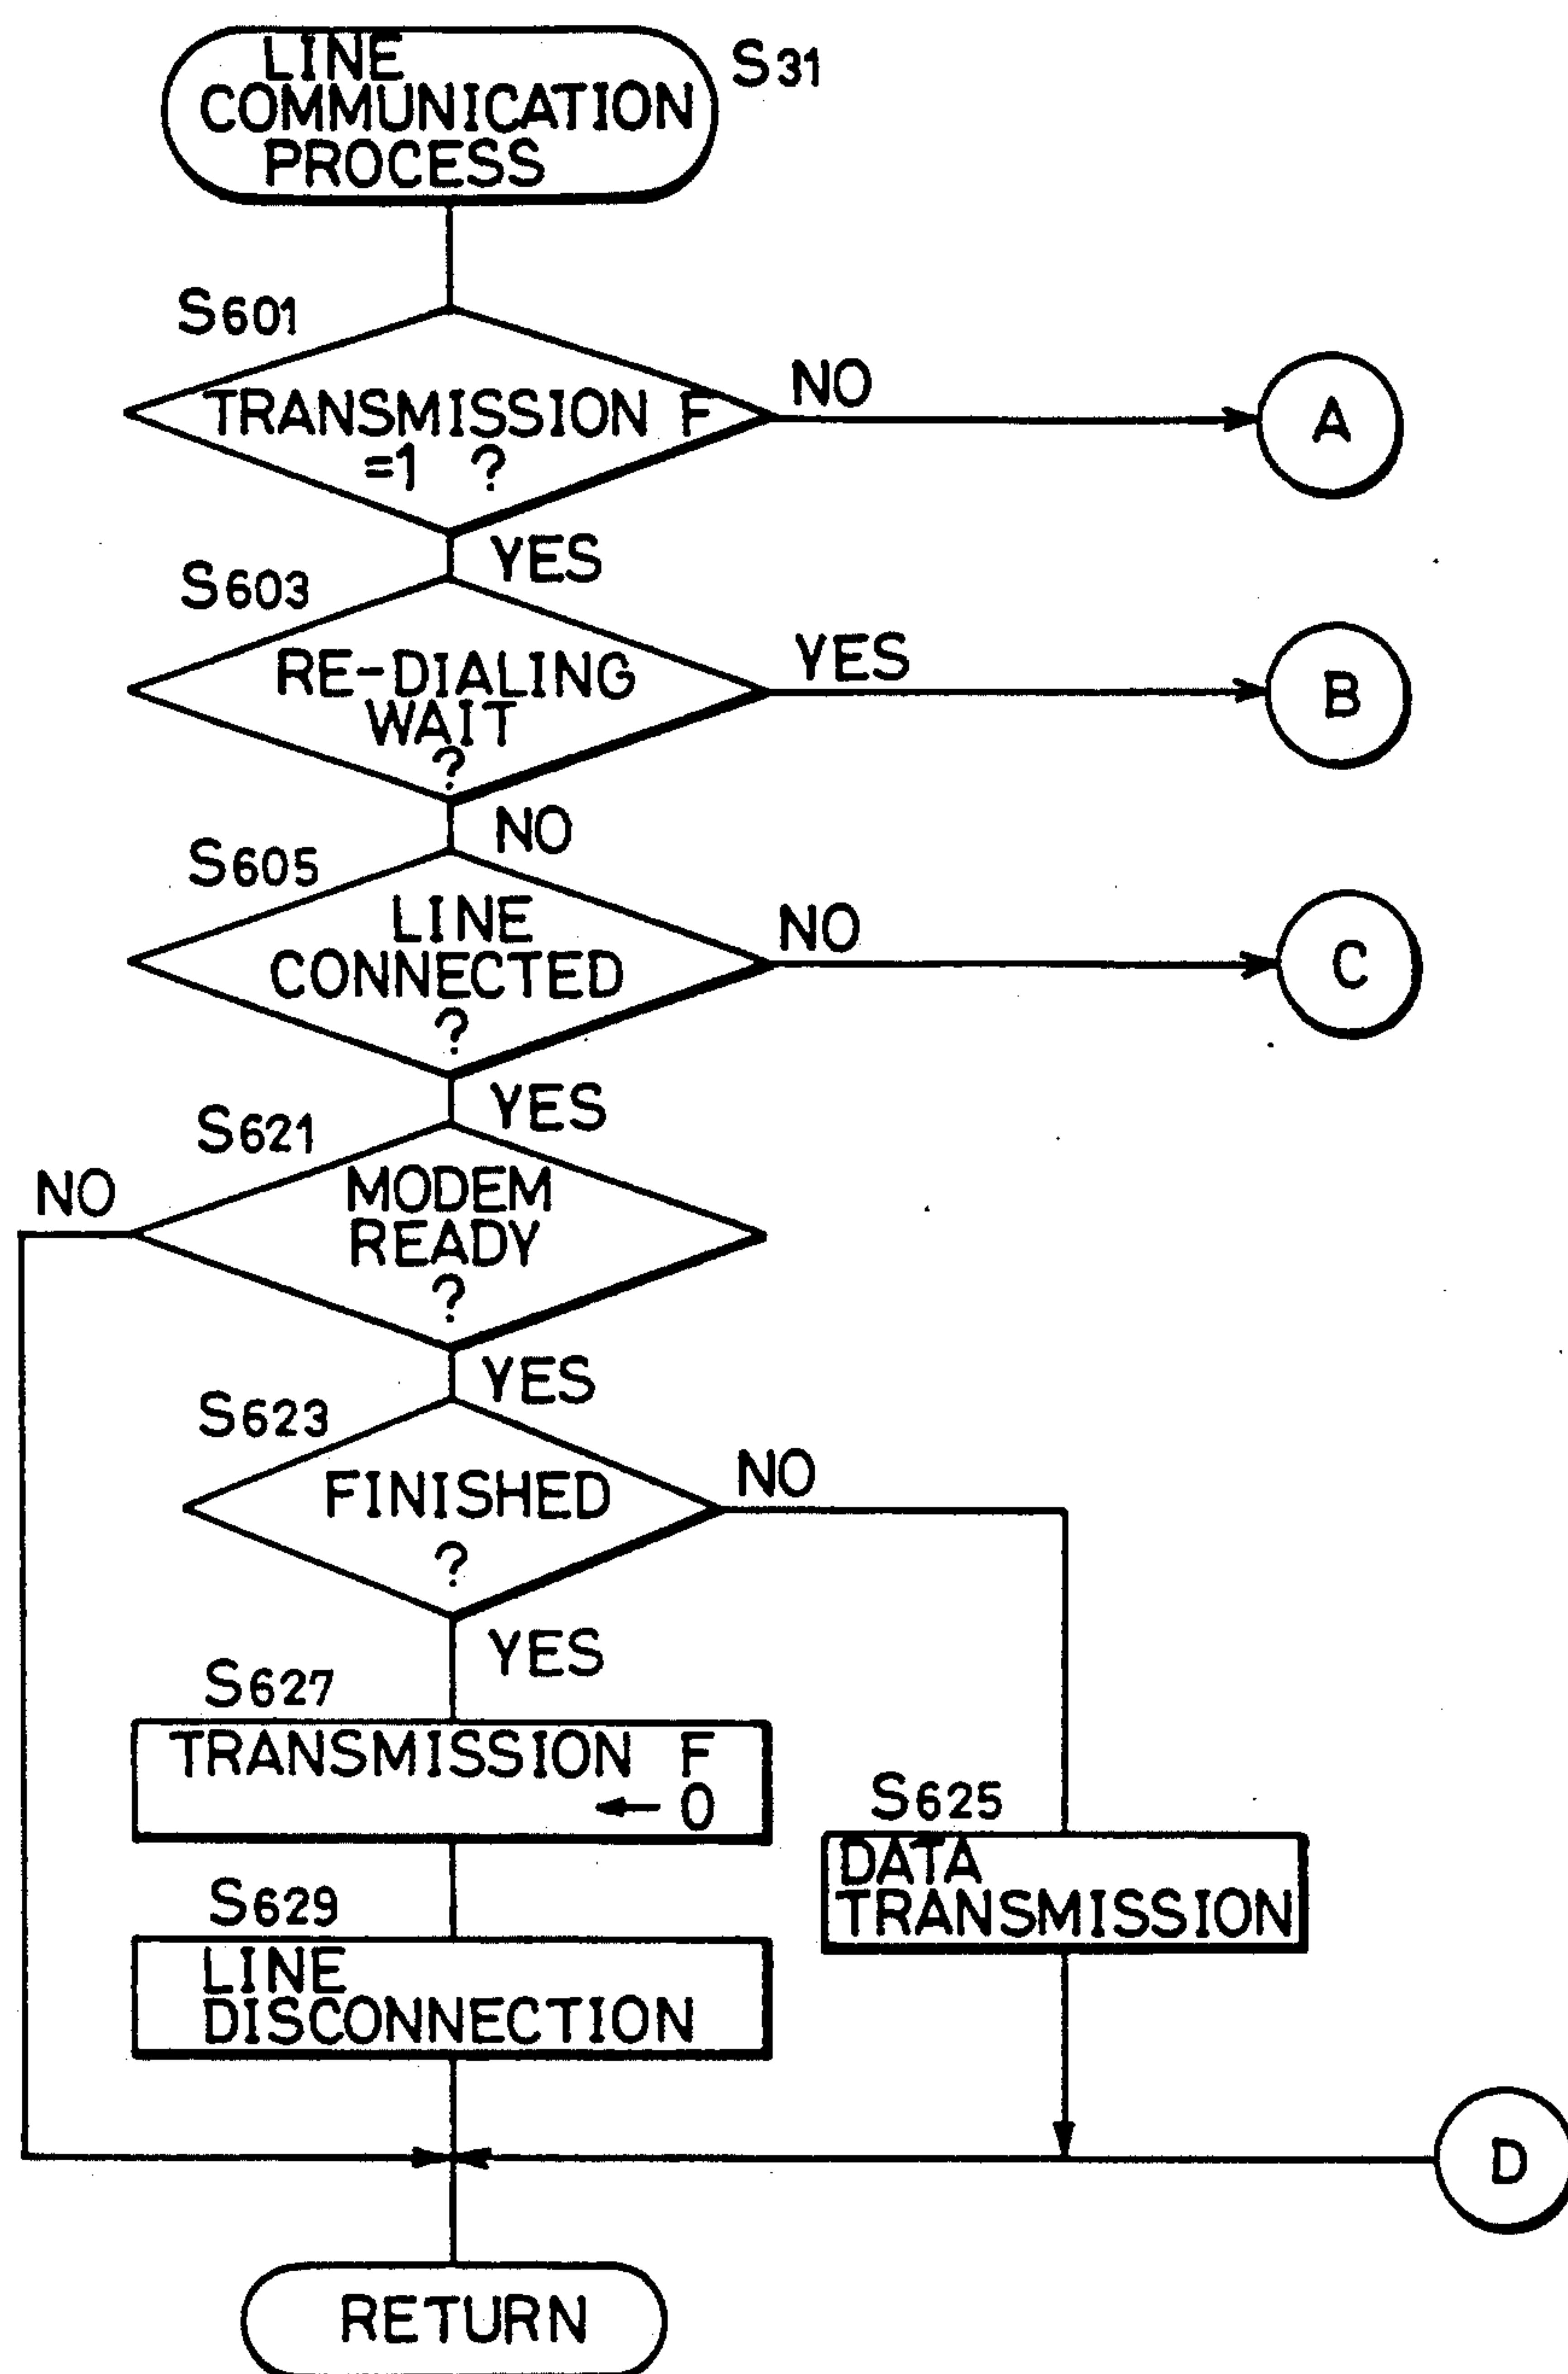 LINE
COMMUNICATION
PROCESS
S31
S601
TRANSMISSION F
=1 ?
NO
A
YES
S603
RE-DIALING
WAIT
?
YES
B
NO
S605
LINE
CONNECTED
?
NO
C
YES
S621
NO
MODEM
READY
?
YES
S623
FINISHED
?
NO
YES
S627
TRANSMISSION F
← 0
S625
DATA
TRANSMISSION
S629
LINE
DISCONNECTION
D
RETURN